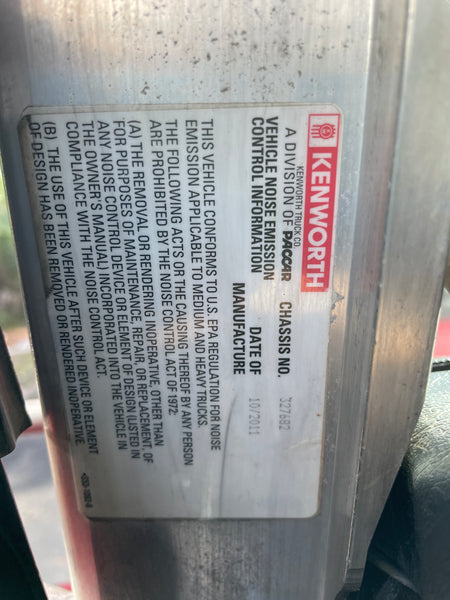 KENWORTH
KENWORTH TRUCK CO.
A DIVISION OF PACCAR
CHASSIS NO. 327682
VEHICLE NOISE EMISSION
CONTROL INFORMATION
DATE OF
MANUFACTURE
10/2011
THIS VEHICLE CONFORMS TO U.S. EPA REGULATION FOR NOISE
EMISSION APPLICABLE TO MEDIUM AND HEAVY TRUCKS.
THE FOLLOWING ACTS OR THE CAUSING THEREOF BY ANY PERSON
ARE PROHIBITED BY THE NOISE CONTROL ACT OF 1972:
(A) THE REMOVAL OR RENDERING INOPERATIVE, OTHER THAN
FOR PURPOSES OF MAINTENANCE, REPAIR, OR REPLACEMENT, OF
ANY NOISE CONTROL DEVICE OR ELEMENT OF DESIGN (LISTED IN
THE OWNER'S MANUAL) INCORPORATED INTO THE VEHICLE IN
COMPLIANCE WITH THE NOISE CONTROL ACT.
(B) THE USE OF THIS VEHICLE AFTER SUCH DEVICE OR ELEMENT
OF DESIGN HAS BEEN REMOVED OR RENDERED INOPERATIVE.